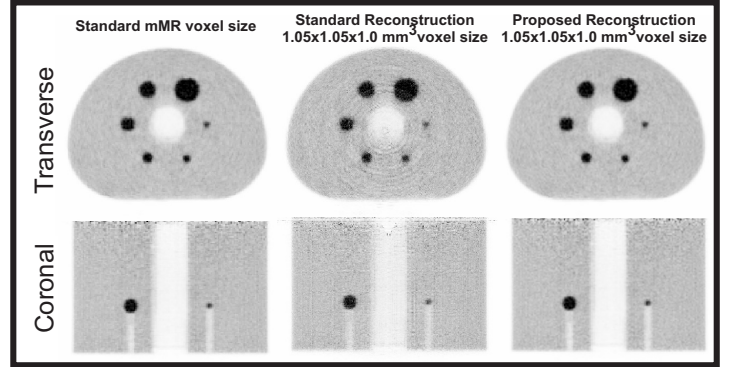 Standard mMR voxel size
Standard Reconstruction
1.05x1.05x1.0 mm³voxel size
Proposed Reconstruction
1.05x1.05x1.0 mm³voxel size
Transverse
Coronal